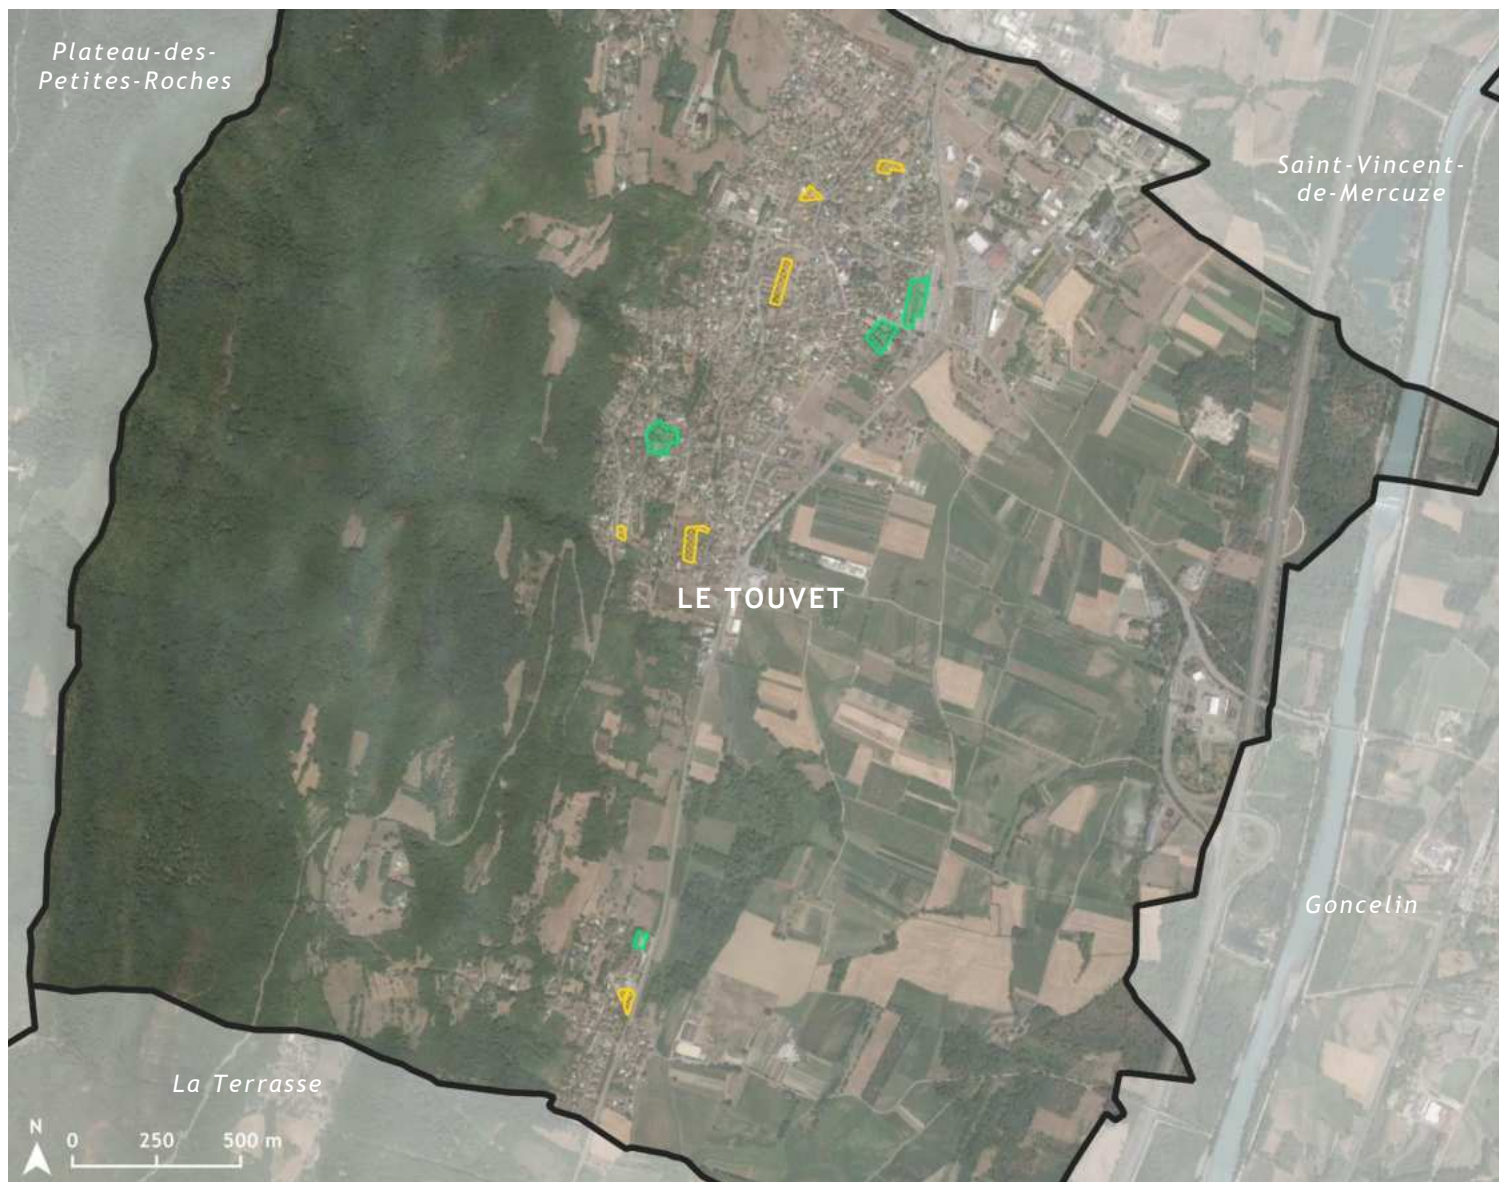 Plateau-des-
Petites-Roches
Saint-Vincent-
de-Mercuze
LE TOUVET
Goncelin
La Terrasse
N
0 250 500 m